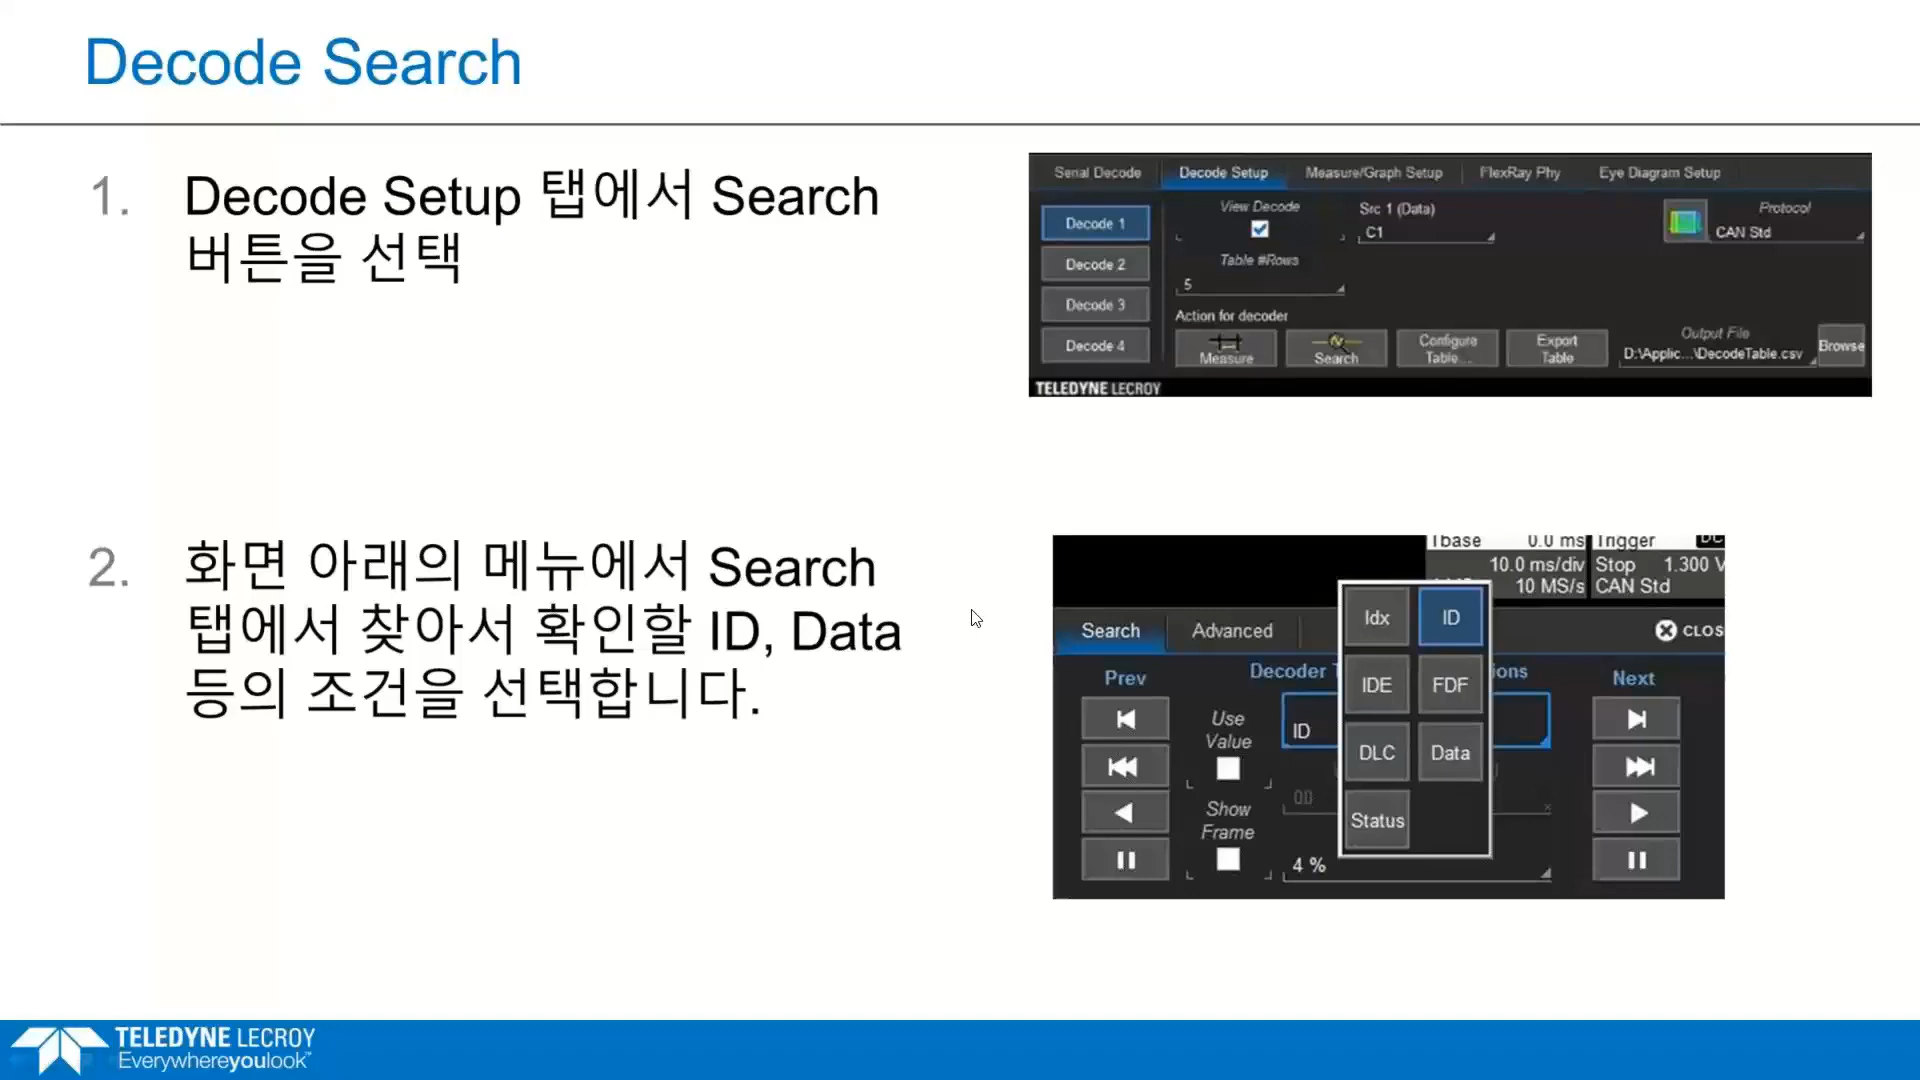 Decode Search
1. Decode Setup 탭에서 Search
버튼을 선택
Serial Decode Decode Setup Measure/Graph Setup FlexRay Phy Eye Diagram Setup
Decode 1
Decode 2
Decode 3
Decode 4
View Decode
Src 1 (Data)
C1
Protocol
CAN Std
Table #Rows
5
Action for decoder
Measure
Search
Configure
Table...
Export
Table
Output File
D:\Applic...\DecodeTable.csv
Browse
TELEDYNE LECROY
2. 화면 아래의 메뉴에서 Search
탭에서 찾아서 확인할 ID, Data
등의 조건을 선택합니다.
Tbase 0.0 ms Trigger DC
10.0 ms/div Stop 1.300 V
10 MS/s CAN Std
Search Advanced
CLOS
Prev
Decoder
Next
Use
Value
ID
Show
Frame
0.0
4 %
Idx ID
IDE FDF
DLC Data
Status
TELEDYNE LECROY
Everywhereyoulook™